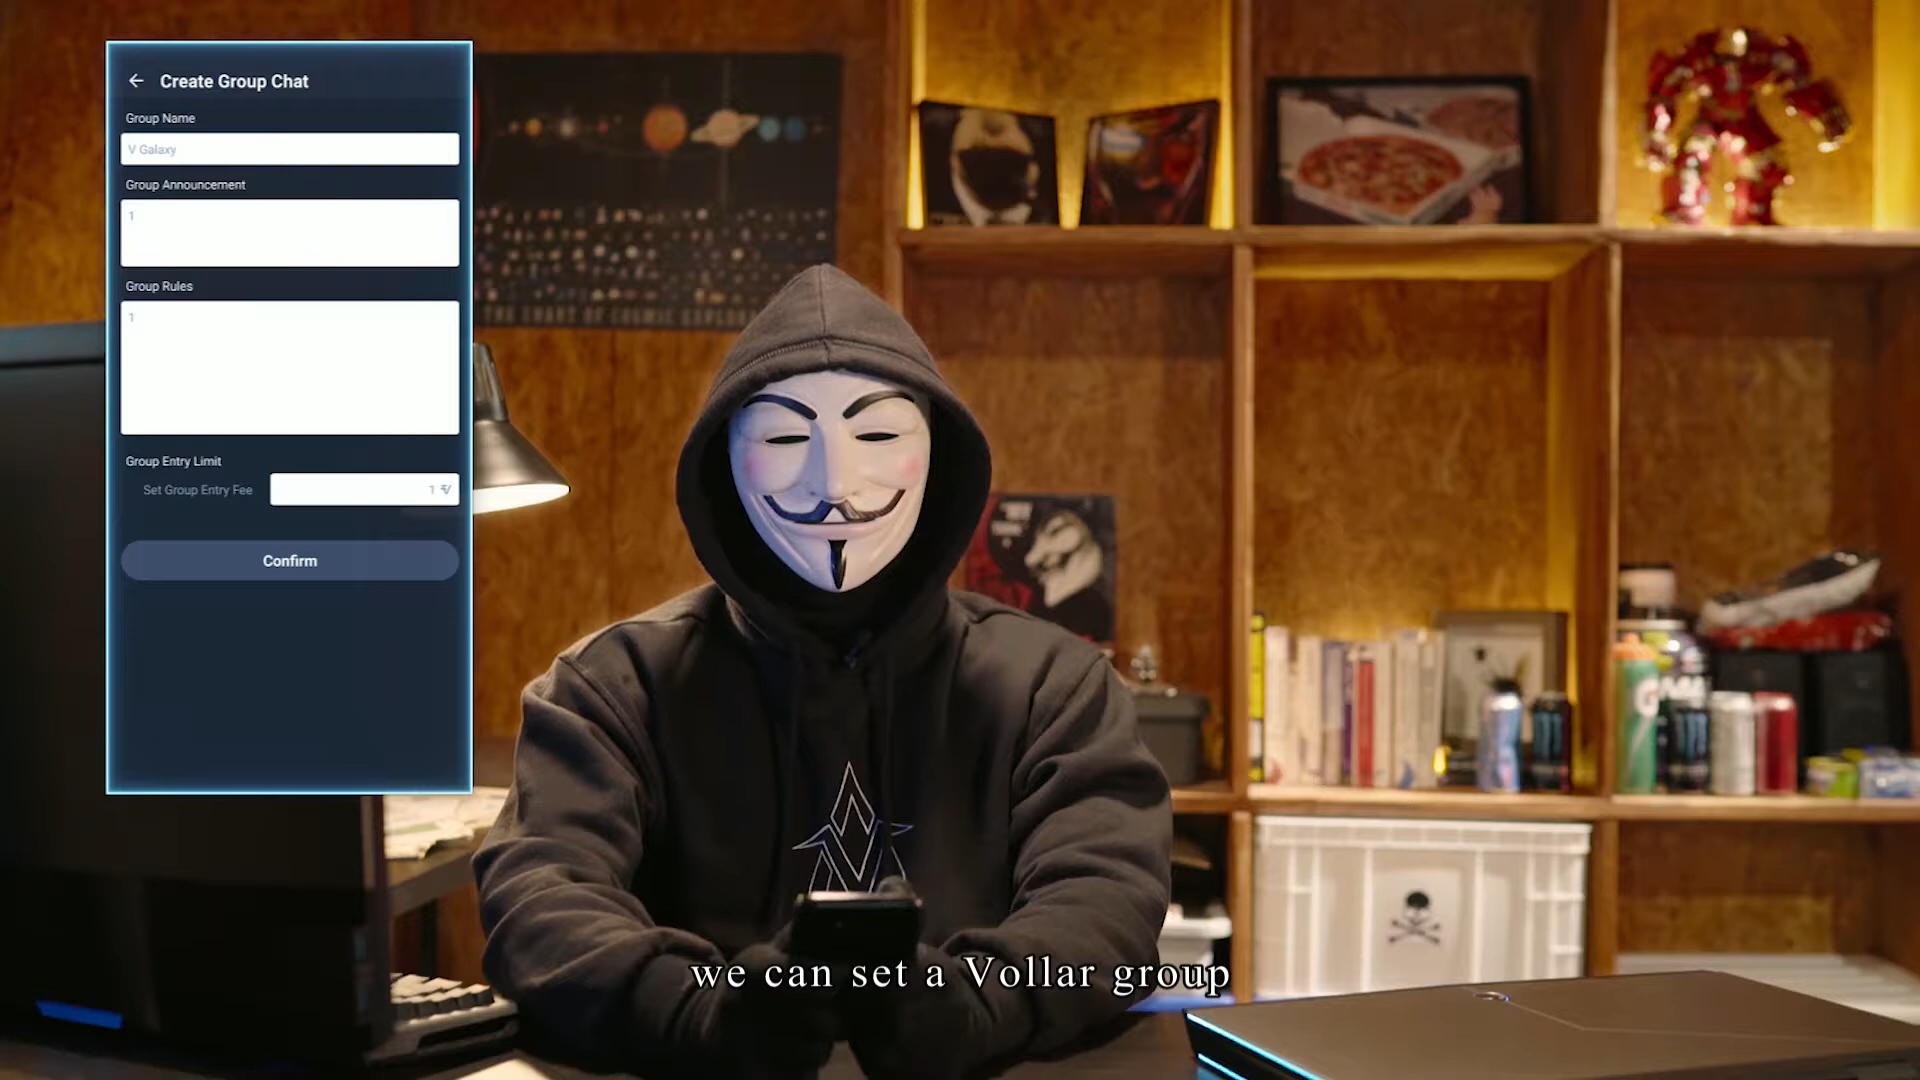 Create Group Chat
Group Name
V Galaxy
Group Announcement
1
Group Rules
1
Group Entry Limit
Set Group Entry Fee
1
Confirm
we can set a Vollar group